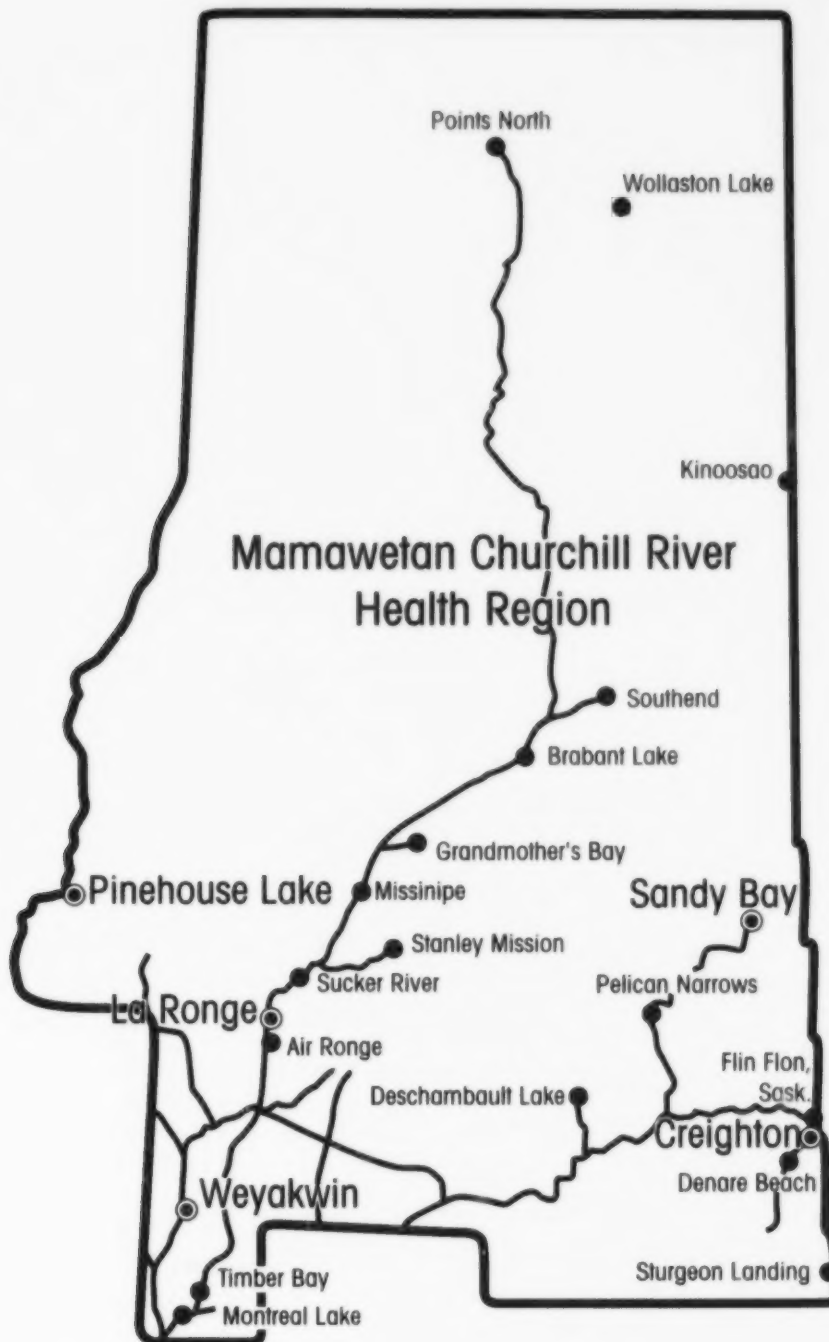 Points North
Wollaston Lake
Kinoosao
Mamawetan Churchill River
Health Region
Southend
Brabant Lake
Grandmother's Bay
Pinehouse Lake
Missinipe
Sandy Bay
Stanley Mission
Sucker River
Pelican Narrows
La Ronge
Air Ronge
Flin Flon,
Sask.
Deschambault Lake
Creighton
Denare Beach
Weyakwin
Timber Bay
Sturgeon Landing
Montreal Lake